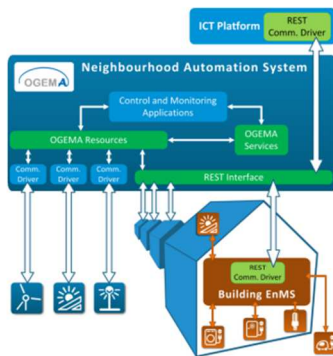 ICT Platform
REST
Comm. Driver
OGEMA
Neighbourhood Automation System
Control and Monitoring
Applications
OGEMA Resources
OGEMA
Services
Comm.
Driver
Comm.
Driver
Comm.
Driver
REST Interface
REST
Comm. Driver
Building EnMS